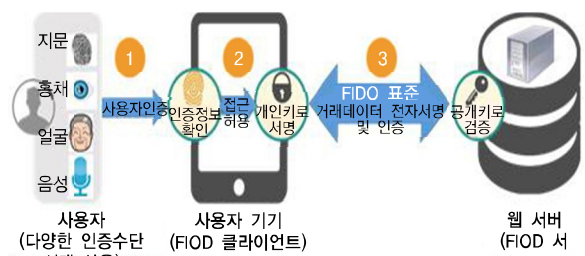 지문
홍채
얼굴
음성
1
사용자인증
인증정보
확인
2
접근
허용
개인키로
서명
3
FIDO 표준
거래데이터 전자서명
및 인증
공개키로
검증
사용자
(다양한 인증수단
사용자 기기
(FIOD 클라이언트)
웹 서버
(FIOD 서